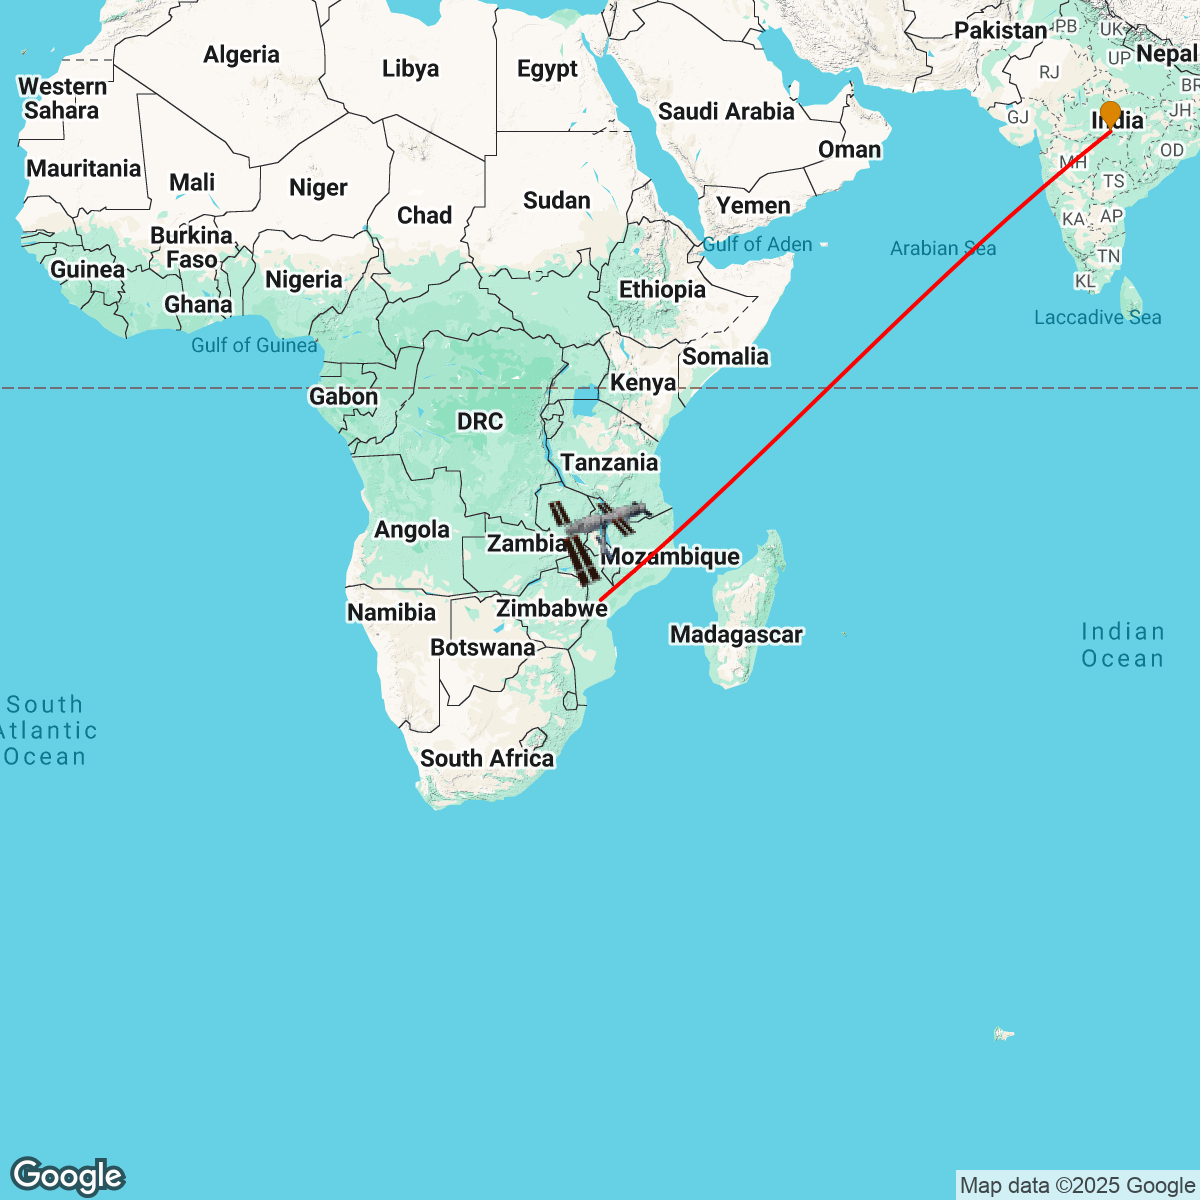 Pakistan
PB
UK
Nepal
Algeria
Libya
Egypt
UP
RJ
Western
Sahara
BR
Saudi Arabia
GJ
India
JH
Oman
OD
Mauritania
Mali
Niger
MH
TS
Chad
Sudan
Yemen
KA
AP
Burkina
Faso
Gulf of Aden
Arabian Sea
TN
Guinea
Nigeria
Ethiopia
KL
Ghana
Laccadive Sea
Gulf of Guinea
Somalia
Kenya
Gabon
DRC
Tanzania
Angola
Zambia
Mozambique
Namibia
Zimbabwe
Madagascar
Indian
Ocean
Botswana
South
Atlantic
Ocean
South Africa
Google
Map data ©2025 Google